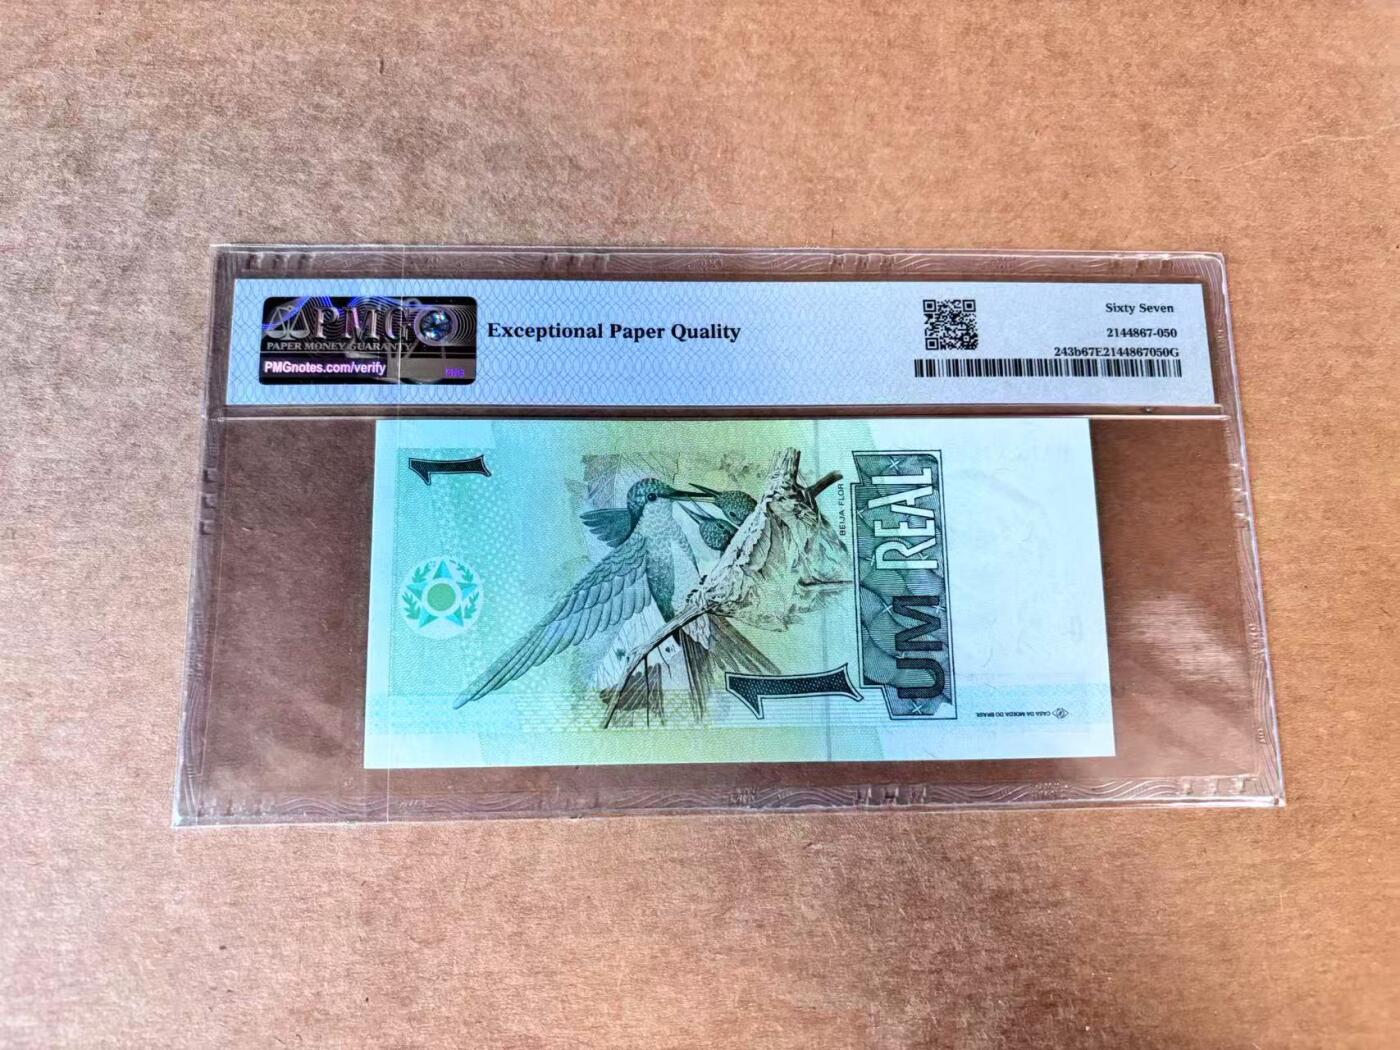 PMG
PAPER MONEY GUARANTY
PMGnotes.com/verify
PMG
Exceptional Paper Quality
Sixty Seven
2144867-050
243b67E2144867050G
1
BEIJA-FLOR
UM REAL
1
CASA DA MOEDA DO BRASIL